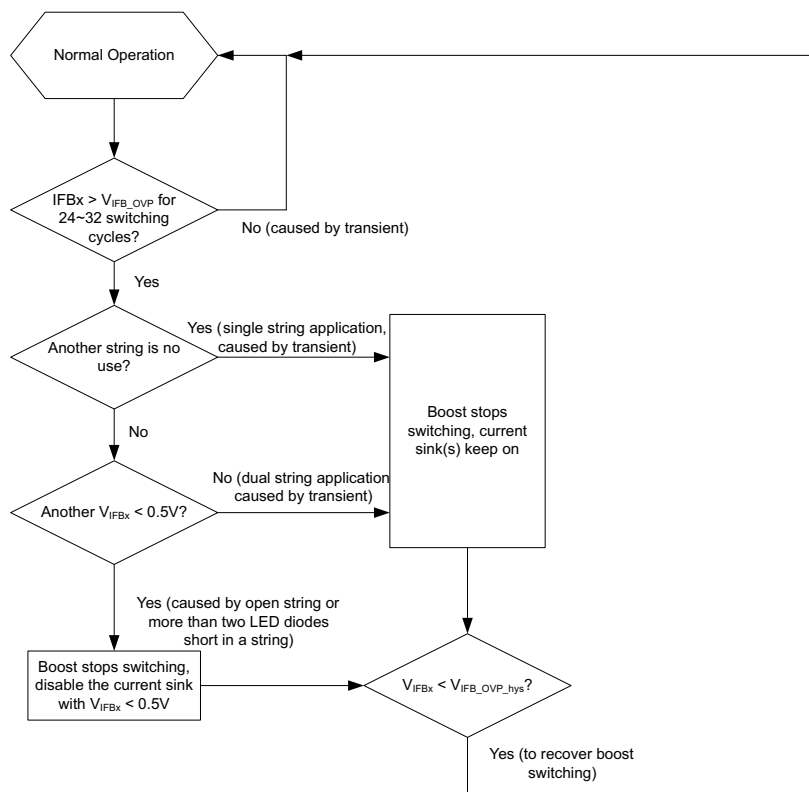 Normal Operation
IFBx > VIFB_OVP for
24~32 switching
cycles?
No (caused by transient)
Yes
Another string is no
use?
Yes (single string application,
caused by transient)
Boost stops
switching, current
sink(s) keep on
No
Another VIFBx < 0.5V?
No (dual string application
caused by transient)
Yes (caused by open string or
more than two LED diodes
short in a string)
Boost stops switching,
disable the current sink
with VIFBx < 0.5V
VIFBx < VIFB_OVP_hys?
Yes (to recover boost
switching)